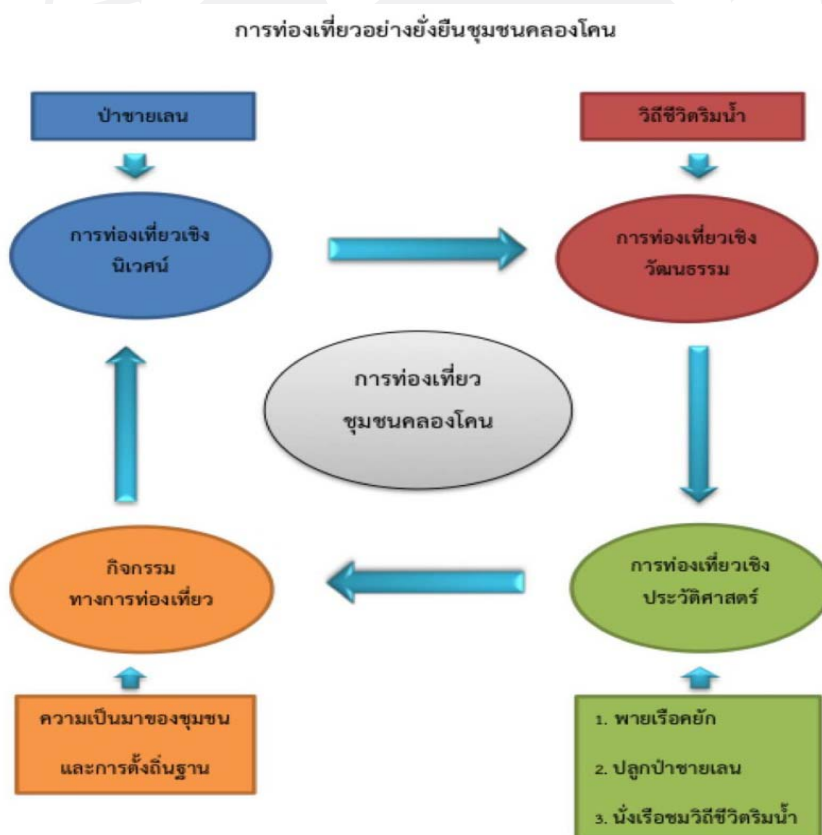 การท่องเที่ยวอย่างยั่งยืนชุมชนคลองโคน
ป่าชายเลน
วิถีชีวิตริมน้ำ
การท่องเที่ยวเชิง
นิเวศน์
การท่องเที่ยวเชิง
วัฒนธรรม
การท่องเที่ยว
ชุมชนคลองโคน
กิจกรรม
ทางการท่องเที่ยว
การท่องเที่ยวเชิง
ประวัติศาสตร์
ความเป็นมาของชุมชน
และการตั้งถิ่นฐาน
1. พายเรือคยัก
2. ปลูกป่าชายเลน
3. นั่งเรือชมวิถีชีวิตริมน้ำ